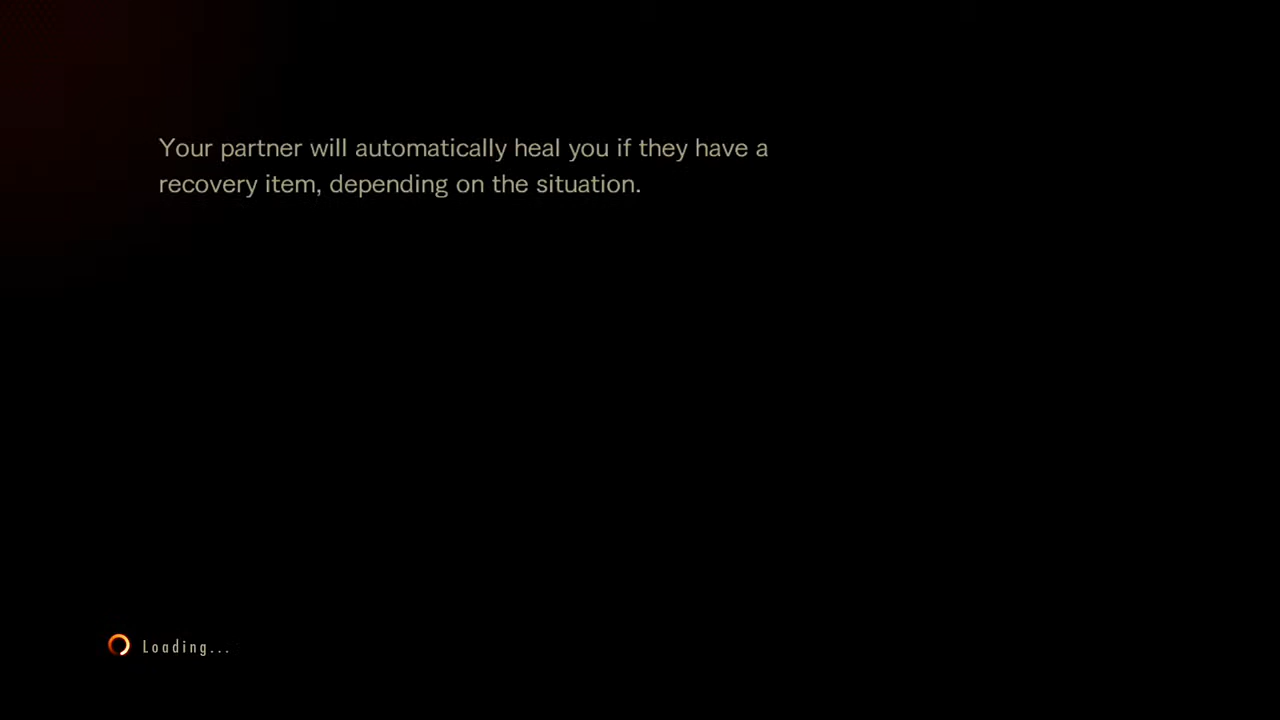 Your partner will automatically heal you if they have a
recovery item, depending on the situation.
Loading...